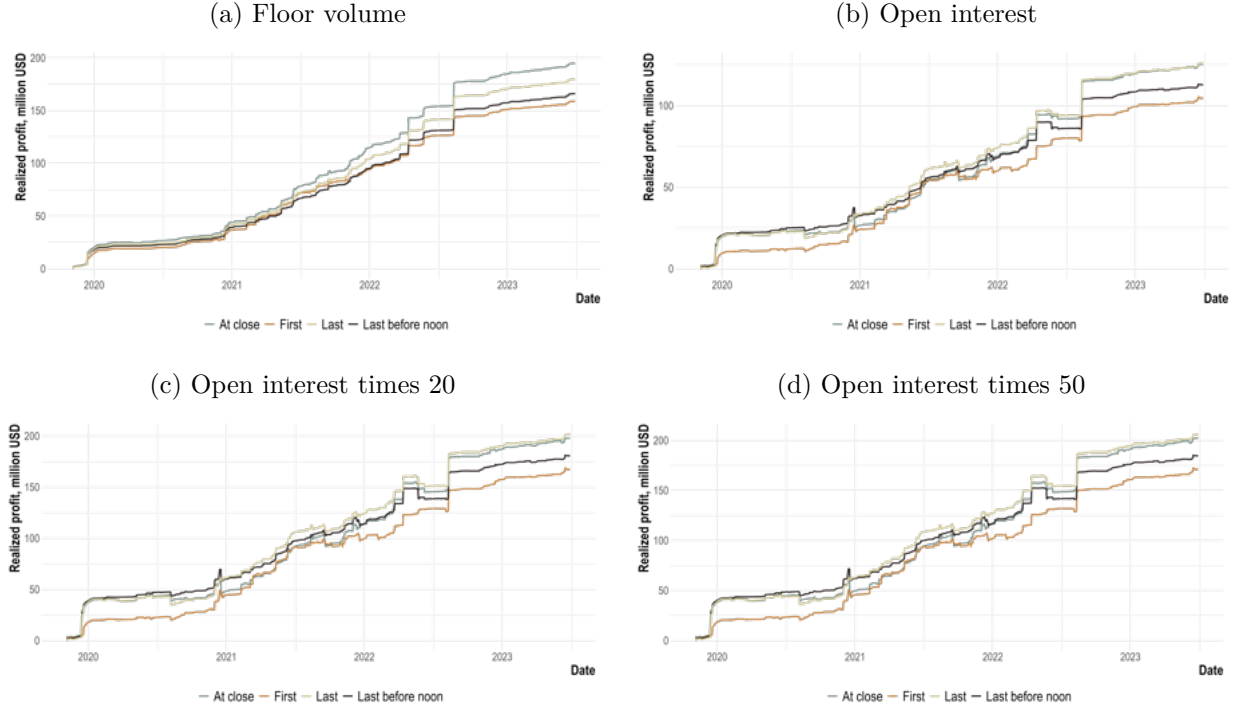 (a) Floor volume
Realized profit, million USD
200
150
100
50
0
2020 2021 2022 2023
Date
At close First Last Last before noon
(b) Open interest
Realized profit, million USD
100
50
0
2020 2021 2022 2023
Date
At close First Last Last before noon
(c) Open interest times 20
Realized profit, million USD
200
150
100
50
0
2020 2021 2022 2023
Date
At close First Last Last before noon
(d) Open interest times 50
Realized profit, million USD
200
150
100
50
0
2020 2021 2022 2023
Date
At close First Last Last before noon